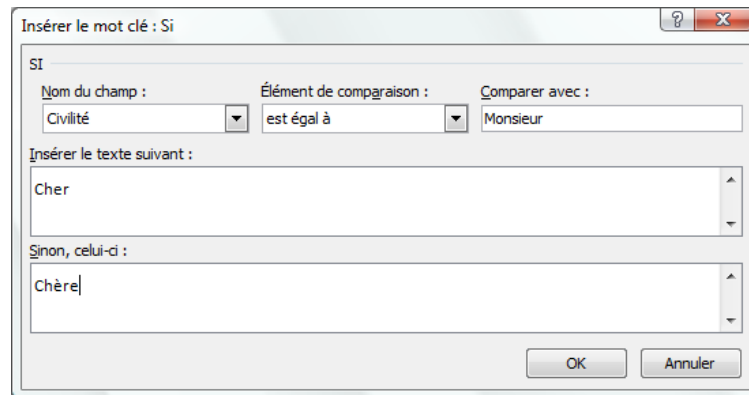 Insérer le mot clé : Si
SI
Nom du champ : Élément de comparaison : Comparer avec :
Civilité est égal à Monsieur
Insérer le texte suivant :
Cher
Sinon, celui-ci :
Chère
OK Annuler